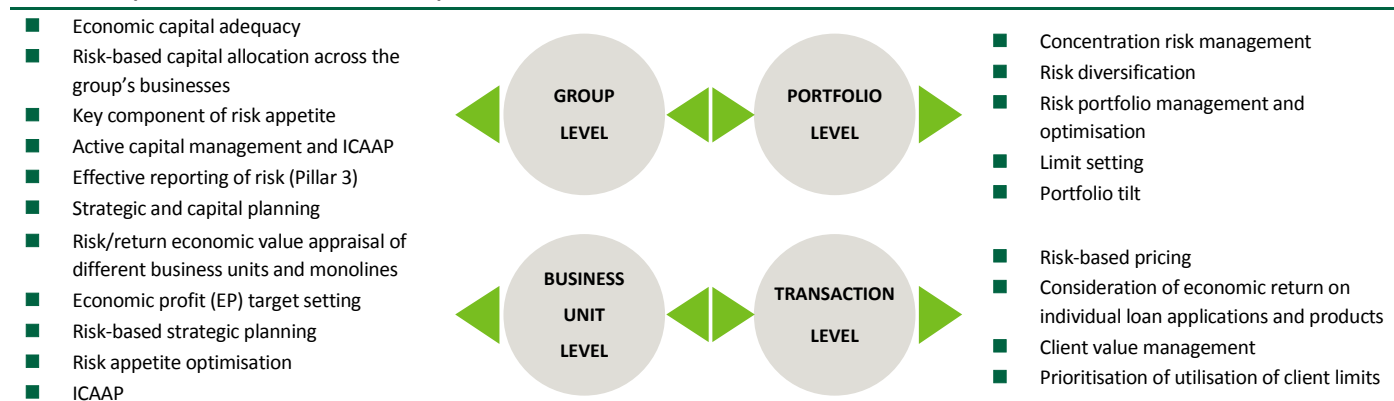 Economic capital adequacy
Risk-based capital allocation across the
group's businesses
Key component of risk appetite
Active capital management and ICAAP
Effective reporting of risk (Pillar 3)
Strategic and capital planning
Risk/return economic value appraisal of
different business units and monolines
Economic profit (EP) target setting
Risk-based strategic planning
Risk appetite optimisation
ICAAP
GROUP
LEVEL
PORTFOLIO
LEVEL
BUSINESS
UNIT
LEVEL
TRANSACTION
LEVEL
Concentration risk management
Risk diversification
Risk portfolio management and
optimisation
Limit setting
Portfolio tilt
Risk-based pricing
Consideration of economic return on
individual loan applications and products
Client value management
Prioritisation of utilisation of client limits